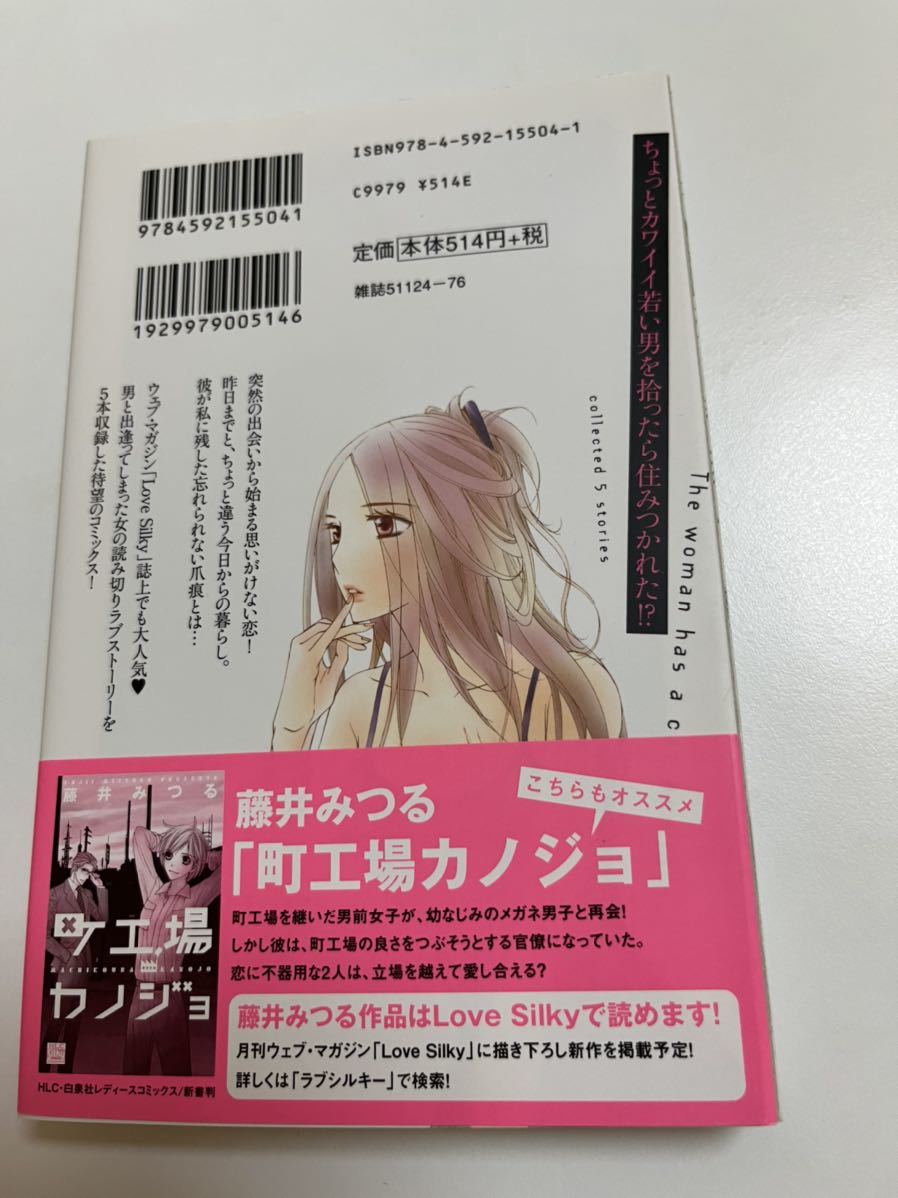 ISBN978-4-592-15504-1
C9979 ¥514E
9784592155041
定価 本体514円+税
雑誌51124-76
1929979005146
ちょっとカワイイ若い男を拾ったら住みつかれた!?
The woman has a c
collected 5 stories
突然の出会いから始まる思いがけない恋!
昨日までと、ちょっと違う今日からの暮らし。
彼が私に残した忘れられない爪痕とは…
ウェブ・マガジン「Love Silky」誌上でも大人気♥
男と出逢ってしまった女の読み切りラブストーリーを
5本収録した待望のコミックス!
こちらもオススメ
藤井みつる
「町工場カノジョ」
町工場を継いだ男前女子が、幼なじみのメガネ男子と再会!
しかし彼は、町工場の良さをつぶそうとする官僚になっていた。
恋に不器用な2人は、立場を越えて愛し合える?
藤井みつる作品はLove Silkyで読めます!
月刊ウェブ・マガジン「Love Silky」に描き下ろし新作を掲載予定!
詳しくは「ラブシルキー」で検索!
FUJII MITSURU PRESENTS
藤井みつる
町工場
MACHIKOUBA KANOJO
カノジョ
Silky
HLC・白泉社レディースコミックス/新書判